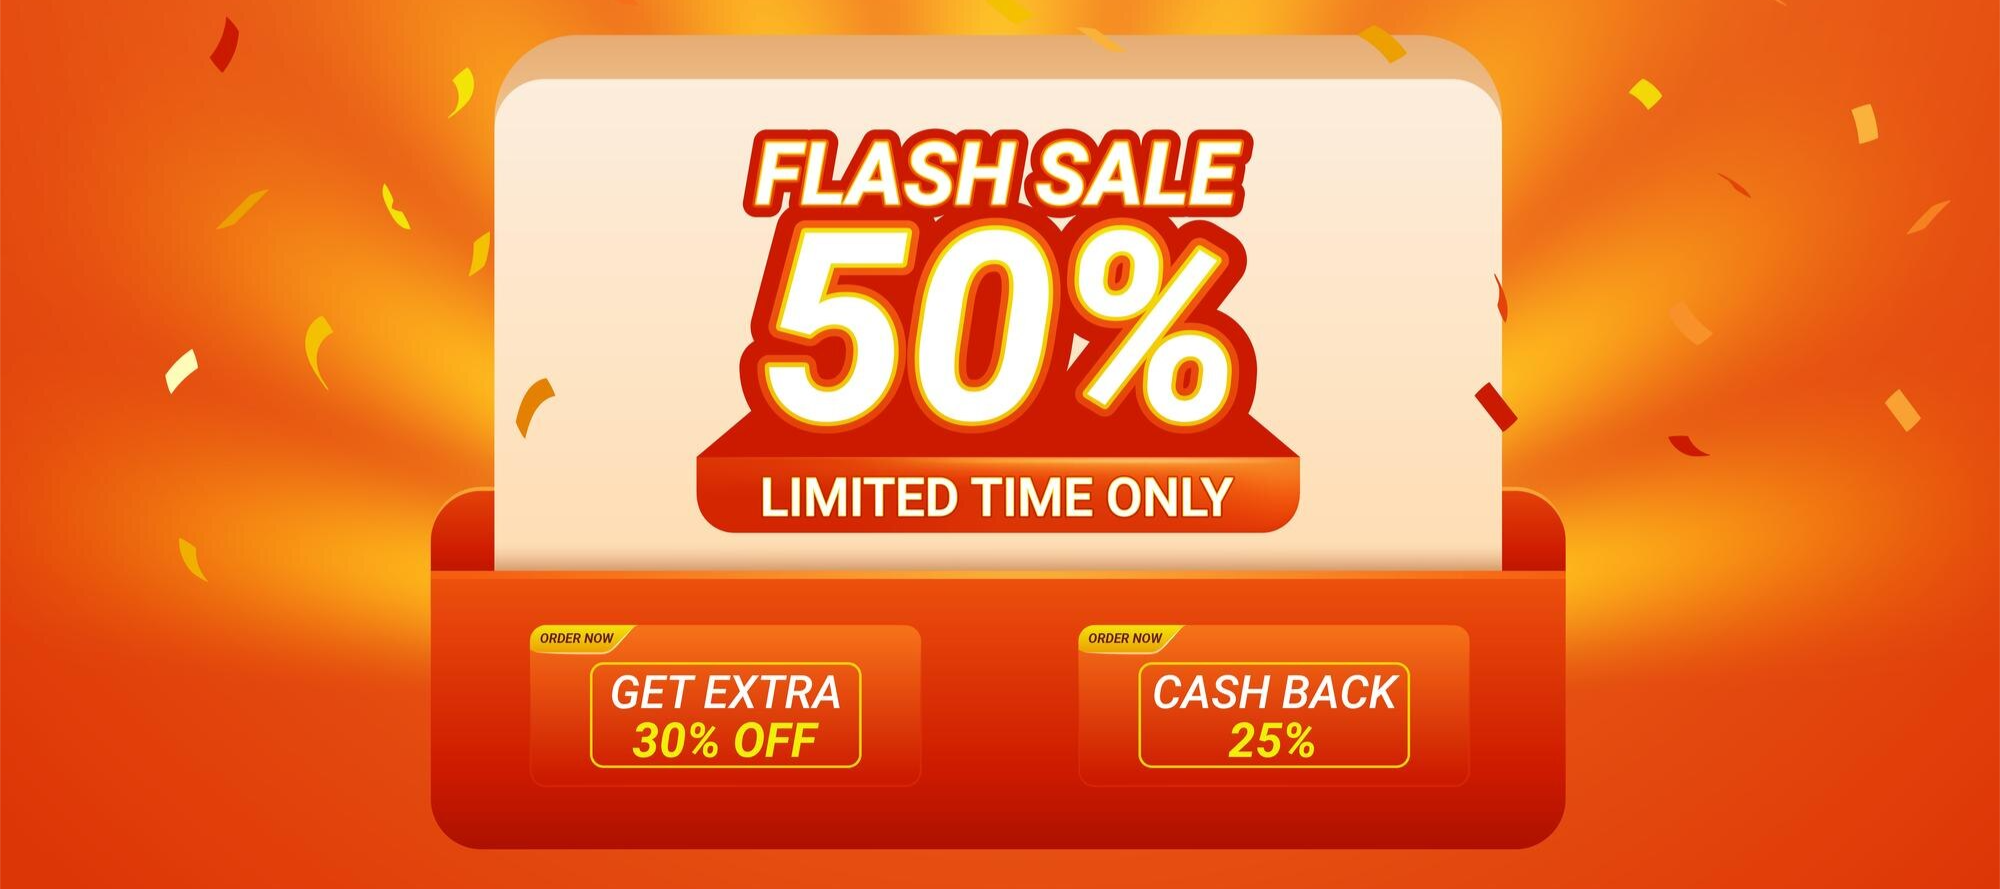 FLASH SALE
50%
LIMITED TIME ONLY
ORDER NOW
GET EXTRA
30% OFF
ORDER NOW
CASH BACK
25%